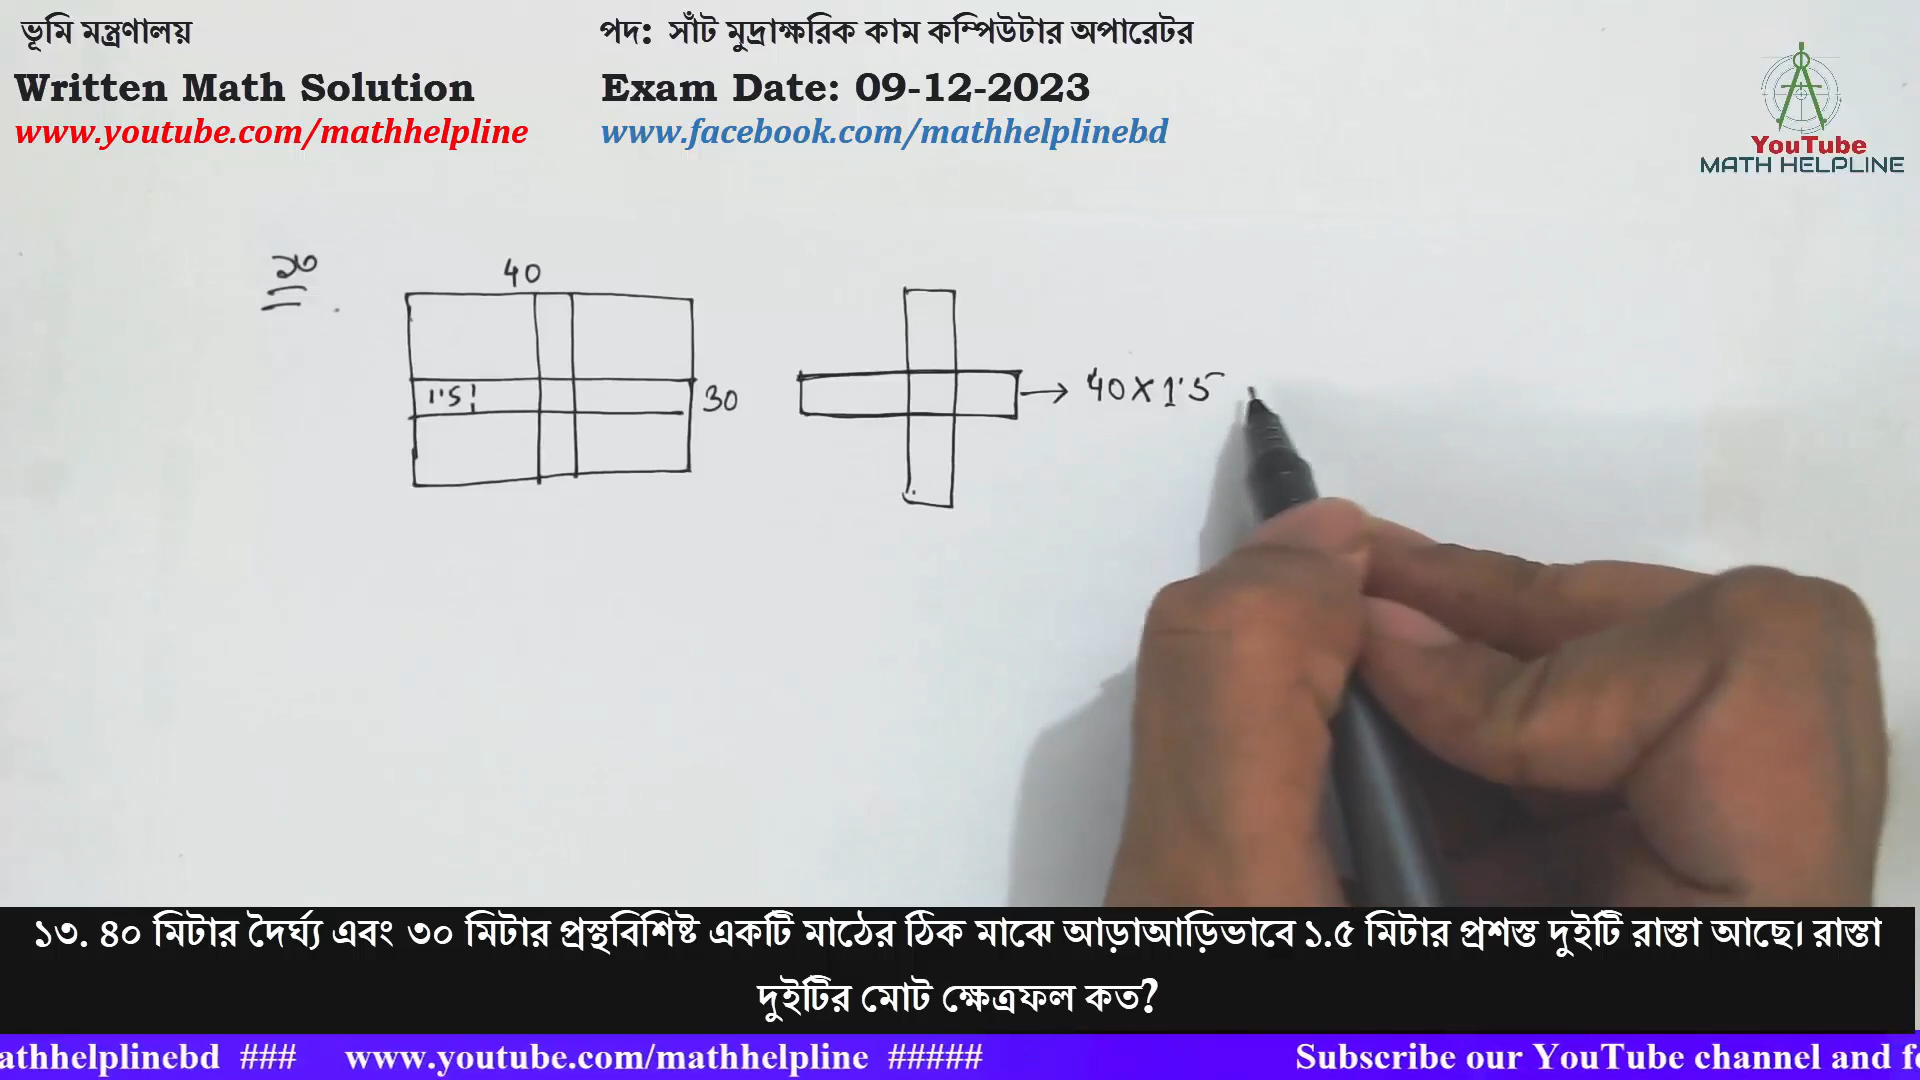 ভূমি মন্ত্রণালয়
পদ: সাঁট মুদ্রাক্ষরিক কাম কম্পিউটার অপারেটর
Written Math Solution
Exam Date: 09-12-2023
www.youtube.com/mathhelpline
www.facebook.com/mathhelplinebd
YouTube
MATH HELPLINE
১৩
40
1.5
30
40×1.5
১৩. ৪০ মিটার দৈর্ঘ্য এবং ৩০ মিটার প্রস্থবিশিষ্ট একটি মাঠের ঠিক মাঝে আড়াআড়িভাবে ১.৫ মিটার প্রশস্ত দুইটি রাস্তা আছে। রাস্তা
দুইটির মোট ক্ষেত্রফল কত?
athhelplinebd ### www.youtube.com/mathhelpline ##### Subscribe our YouTube channel and fo